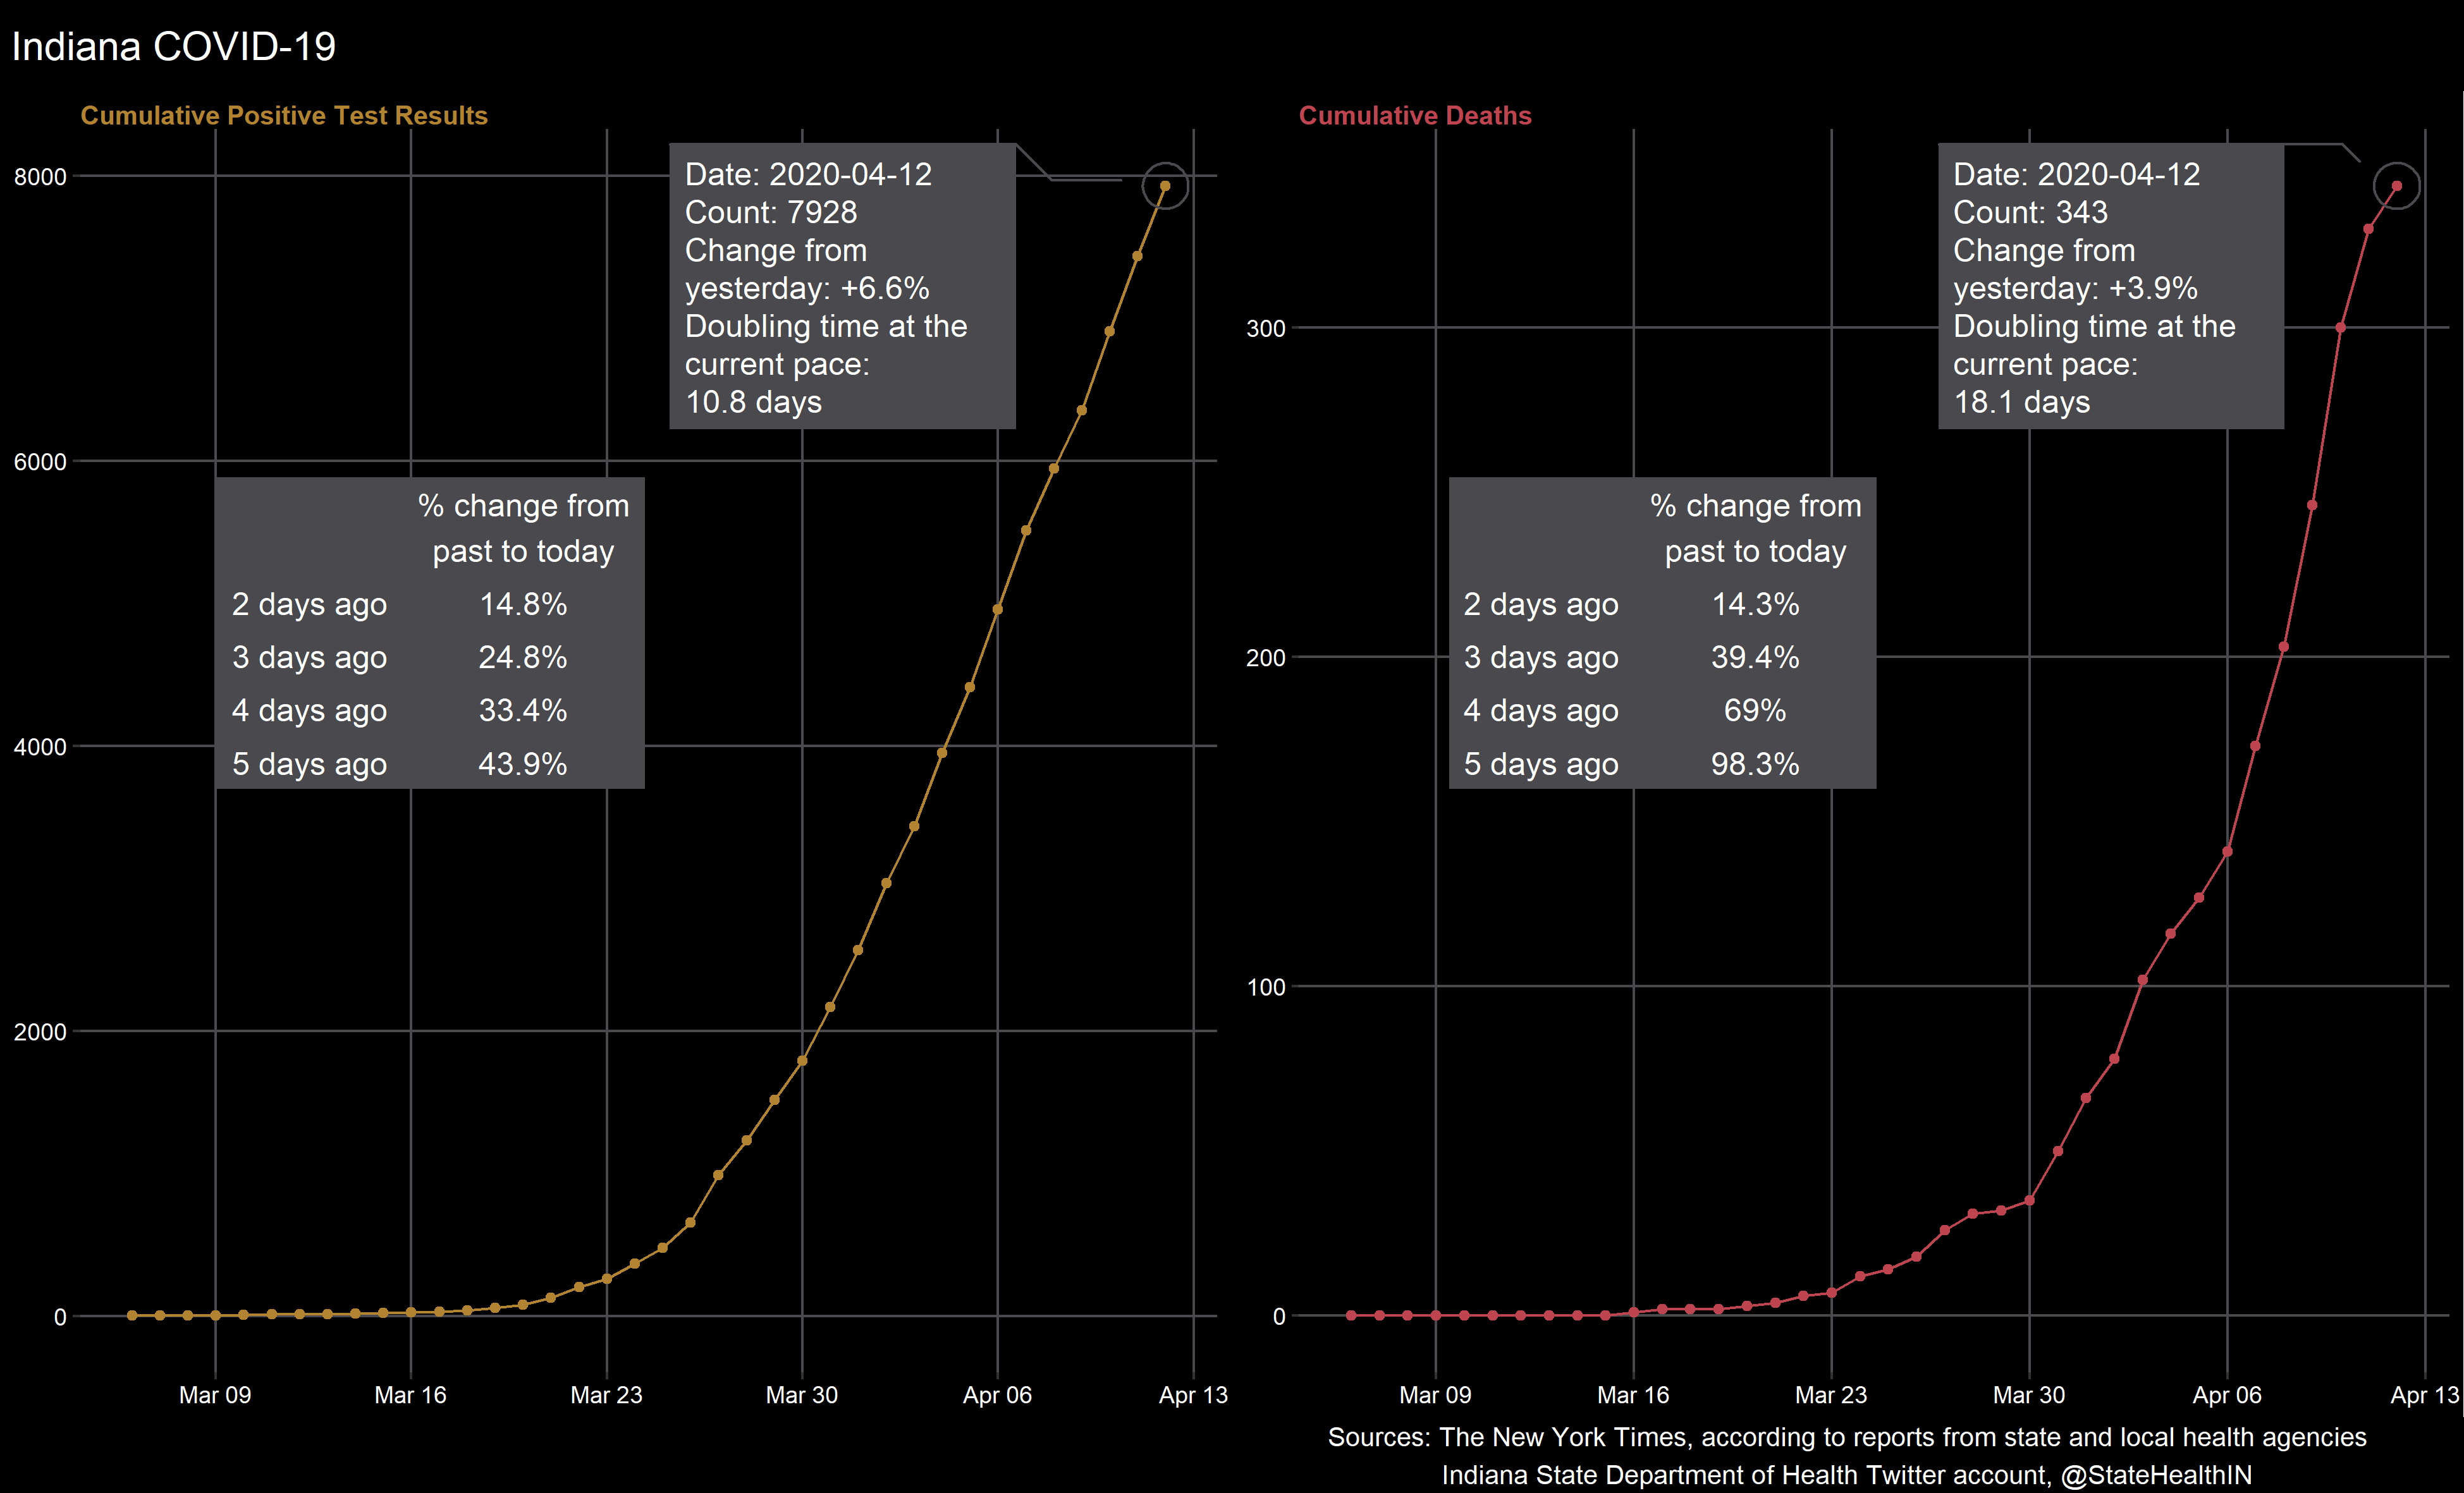 Indiana COVID-19
Cumulative Positive Test Results
8000
6000
4000
2000
0
Date: 2020-04-12
Count: 7928
Change from
yesterday: +6.6%
Doubling time at the
current pace:
10.8 days
% change from
past to today
2 days ago 14.8%
3 days ago 24.8%
4 days ago 33.4%
5 days ago 43.9%
Mar 09 Mar 16 Mar 23 Mar 30 Apr 06 Apr 13
Cumulative Deaths
300
200
100
0
Date: 2020-04-12
Count: 343
Change from
yesterday: +3.9%
Doubling time at the
current pace:
18.1 days
% change from
past to today
2 days ago 14.3%
3 days ago 39.4%
4 days ago 69%
5 days ago 98.3%
Mar 09 Mar 16 Mar 23 Mar 30 Apr 06 Apr 13
Sources: The New York Times, according to reports from state and local health agencies
Indiana State Department of Health Twitter account, @StateHealthIN